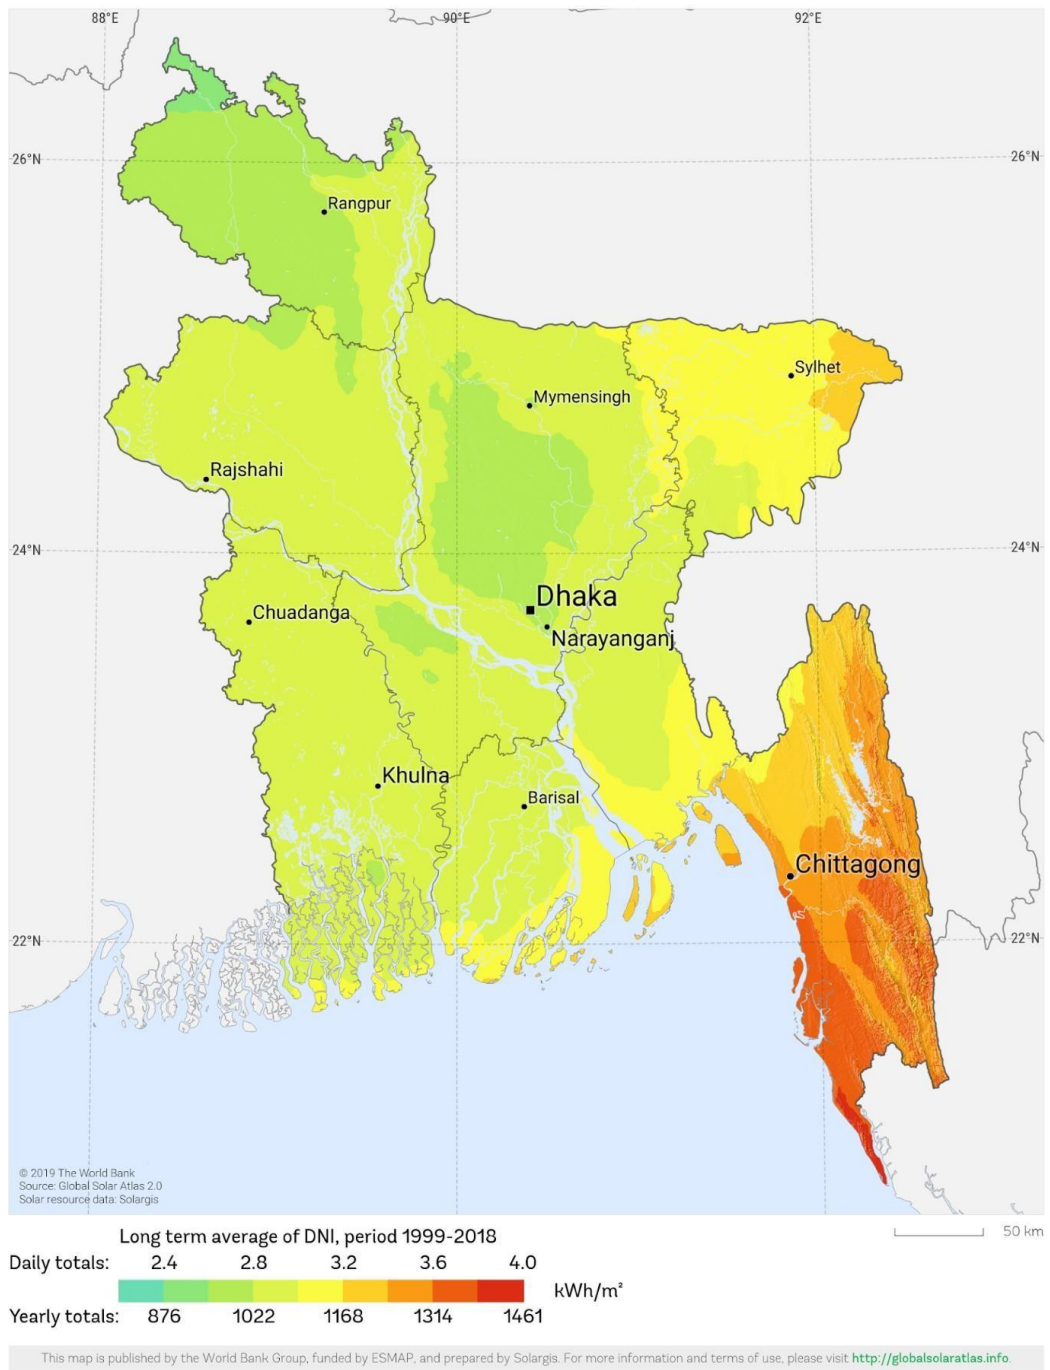 88°E 90°E 92°E
26°N 26°N
Rangpur
Sylhet
Mymensingh
Rajshahi
24°N 24°N
Dhaka
Chuadanga
Narayanganj
Khulna
Barisal
Chittagong
22°N 22°N
© 2019 The World Bank
Source: Global Solar Atlas 2.0
Solar resource data: Solargis
Long term average of DNI, period 1999-2018
50 km
Daily totals: 2.4 2.8 3.2 3.6 4.0
kWh/m²
Yearly totals: 876 1022 1168 1314 1461
This map is published by the World Bank Group, funded by ESMAP, and prepared by Solargis. For more information and terms of use, please visit http://globalsolaratlas.info.